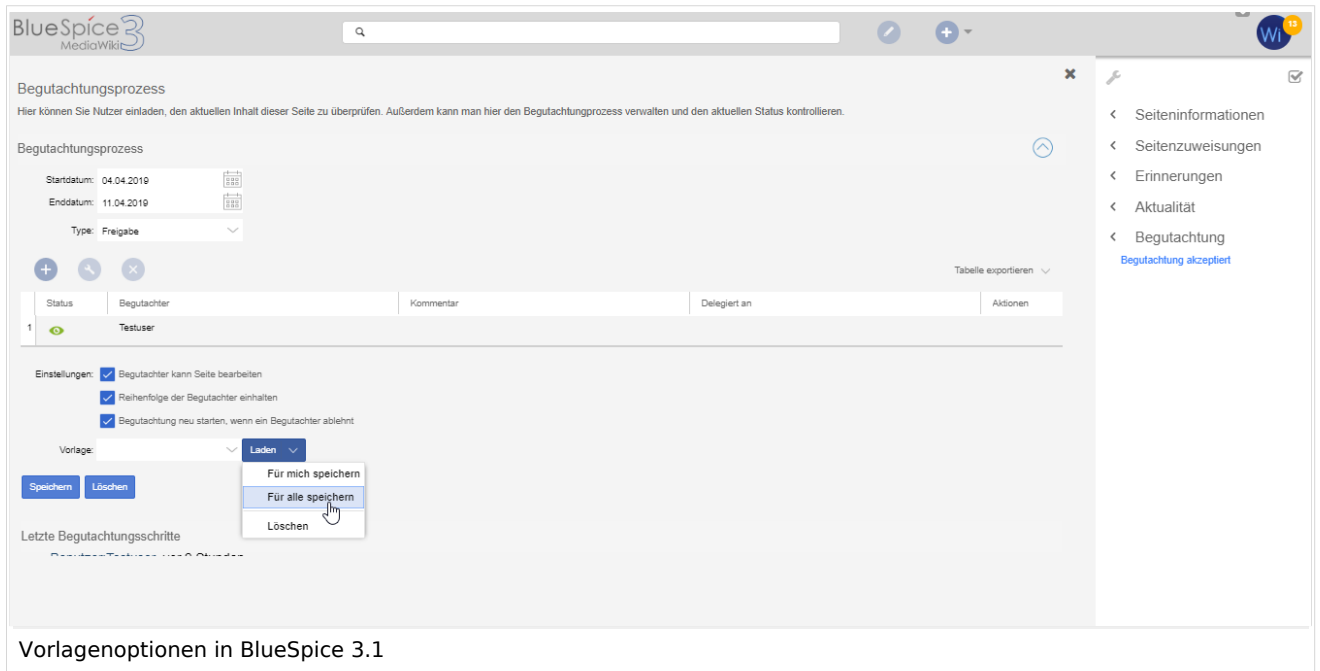 BlueSpice 3
MediaWiki
Wi
13
Begutachtungsprozess
Hier können Sie Nutzer einladen, den aktuellen Inhalt dieser Seite zu überprüfen. Außerdem kann man hier den Begutachtungprozess verwalten und den aktuellen Status kontrollieren.
Begutachtungsprozess
Startdatum: 04.04.2019
Enddatum: 11.04.2019
Type: Freigabe
Tabelle exportieren
Status Begutachter Kommentar Delegiert an Aktionen
1 Testuser
Einstellungen: Begutachter kann Seite bearbeiten
Reihenfolge der Begutachter einhalten
Begutachtung neu starten, wenn ein Begutachter ablehnt
Vorlage: Laden
Für mich speichern
Für alle speichern
Löschen
Speichern Löschen
Letzte Begutachtungsschritte
Seiteninformationen
Seitenzuweisungen
Erinnerungen
Aktualität
Begutachtung
Begutachtung akzeptiert
Vorlagenoptionen in BlueSpice 3.1